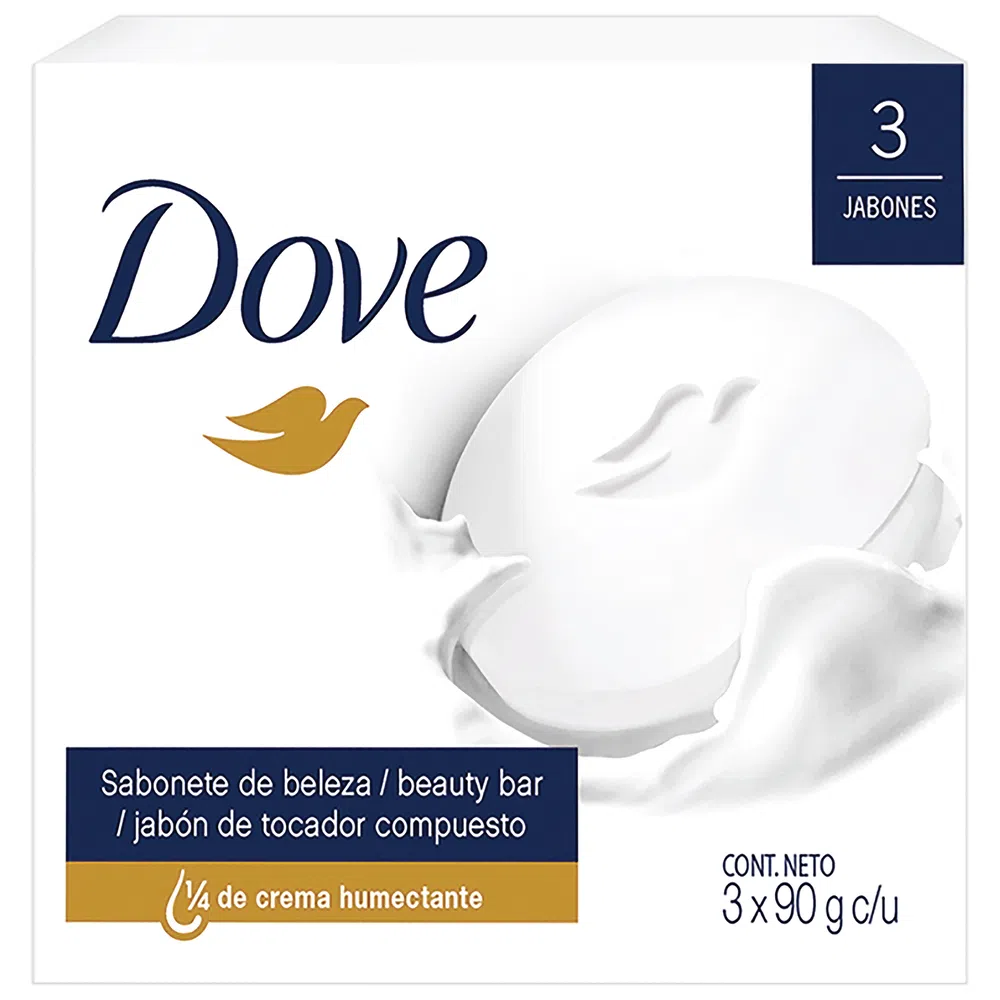 3
JABONES
Dove
Sabonete de beleza / beauty bar
/ jabón de tocador compuesto
¼ de crema humectante
CONT. NETO
3 x 90 g c/u